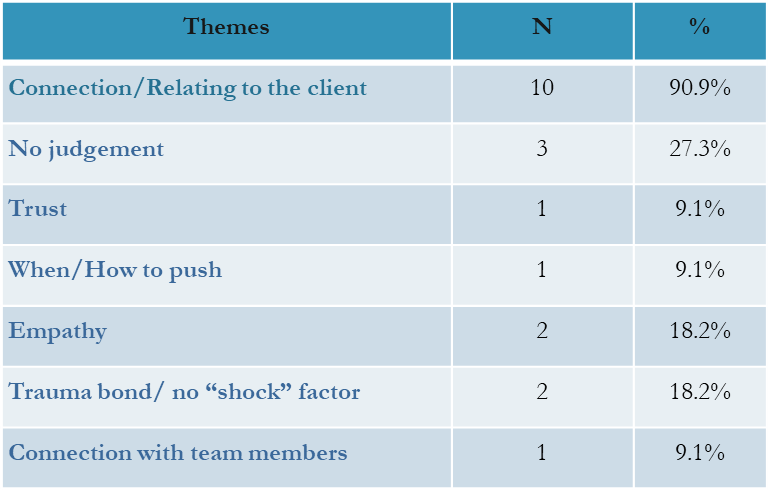 Themes N %
Connection/Relating to the client 10 90.9%
No judgement 3 27.3%
Trust 1 9.1%
When/How to push 1 9.1%
Empathy 2 18.2%
Trauma bond/ no “shock” factor 2 18.2%
Connection with team members 1 9.1%